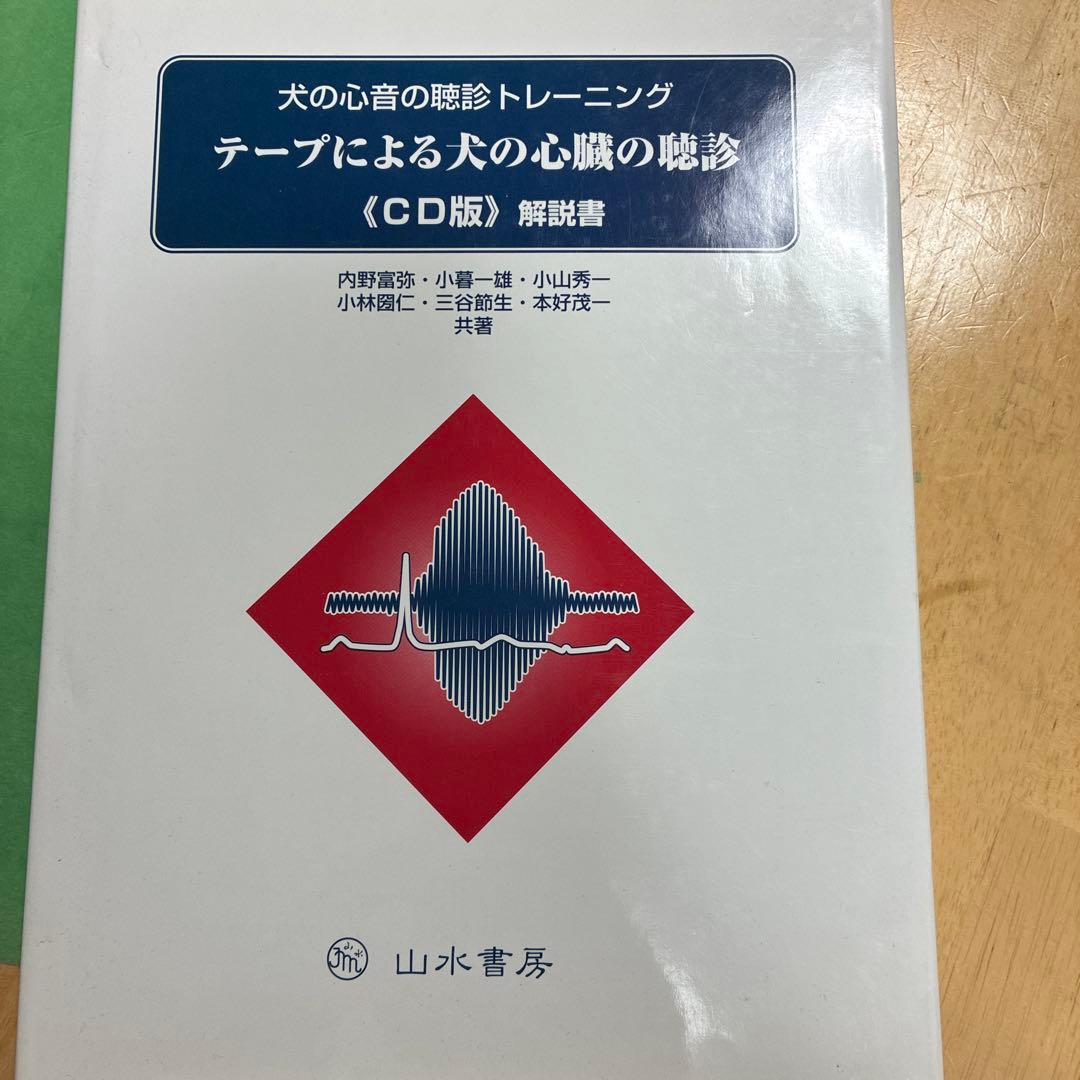 犬の心音の聴診トレーニング
テープによる犬の心臓の聴診
《CD版》解説書
内野富弥・小暮一雄・小山秀一
小林圀仁・三谷節生・本好茂一
共著
山水書房